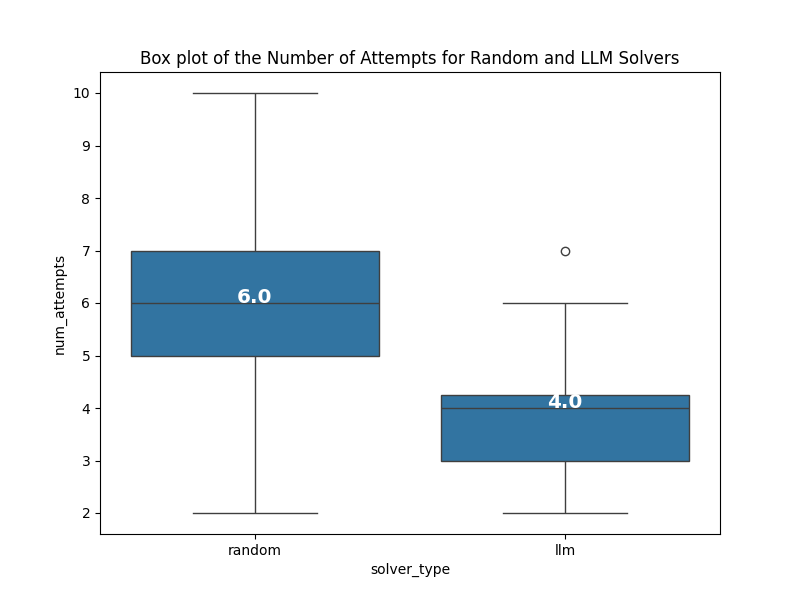 Box plot of the Number of Attempts for Random and LLM Solvers
10
9
8
7
6
5
4
3
2
num_attempts
6.0
4.0
random
llm
solver_type